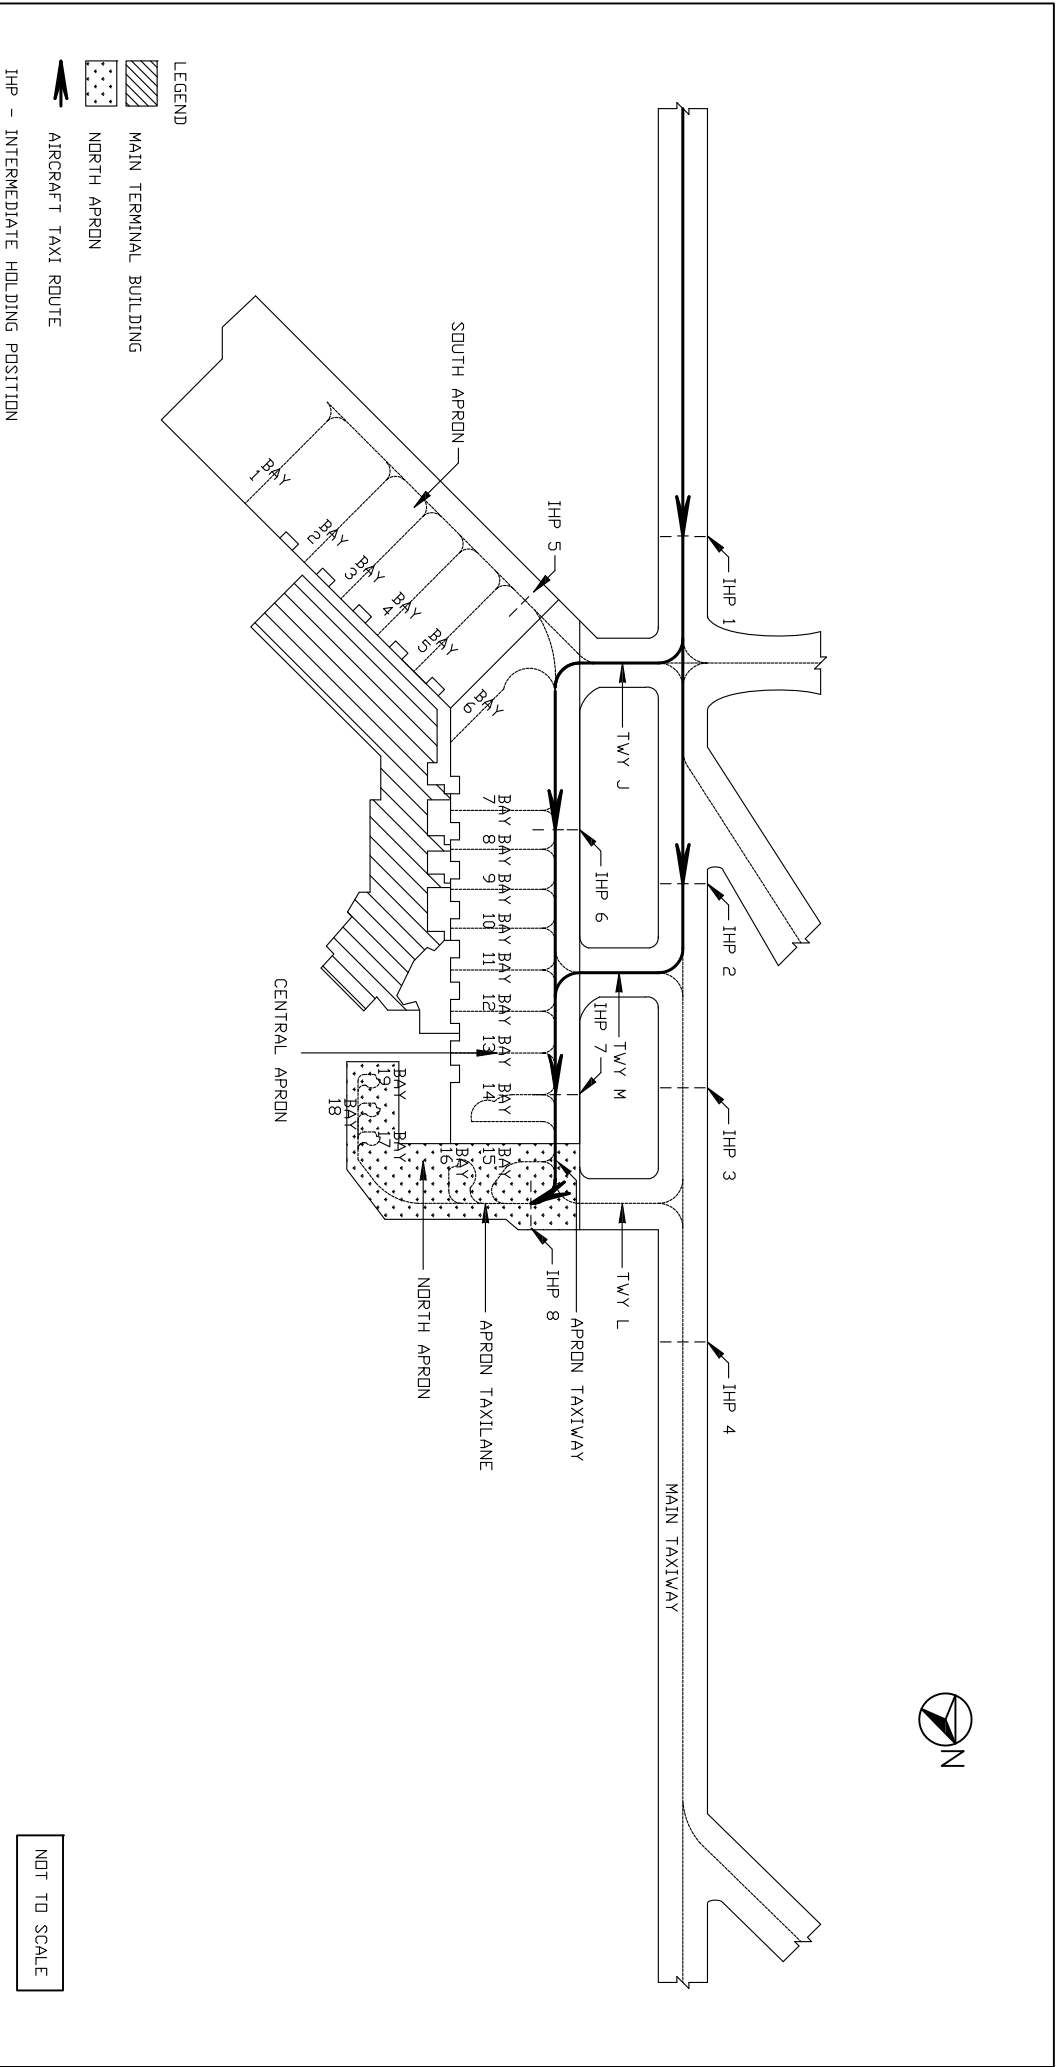 IHP 1
IHP 2
IHP 3
IHP 4
MAIN TAXIWAY
N
SOUTH APRON
IHP 5
TWY J
IHP 6
TWY M
IHP 7
TWY L
APRON TAXIWAY
IHP 8
APRON TAXILANE
NORTH APRON
CENTRAL APRON
BAY
1
BAY
2
BAY
3
BAY
4
BAY
5
BAY
6
BAY
7
BAY
8
BAY
9
BAY
10
BAY
11
BAY
12
BAY
13
BAY
14
BAY
15
BAY
16
BAY
17
BAY
18
BAY
19
LEGEND
MAIN TERMINAL BUILDING
NORTH APRON
AIRCRAFT TAXI ROUTE
IHP - INTERMEDIATE HOLDING POSITION
NOT TO SCALE